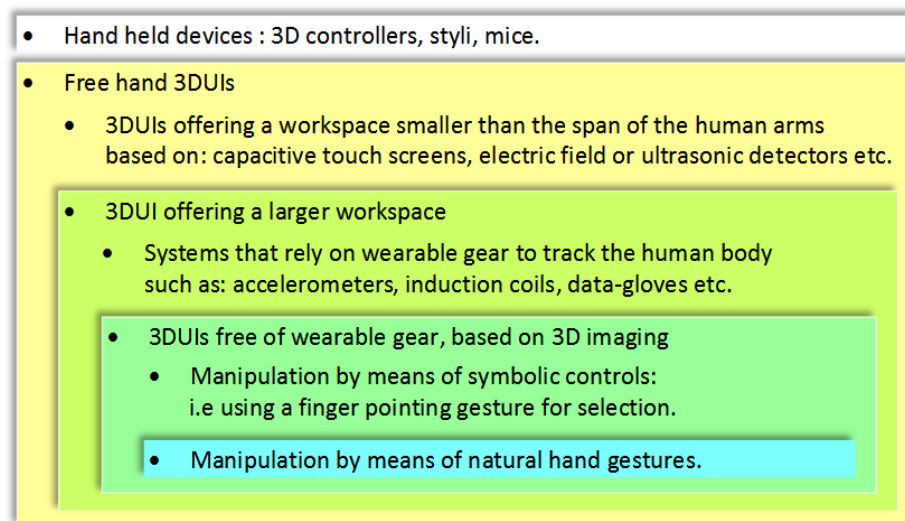 • Hand held devices : 3D controllers, styli, mice.
• Free hand 3DUIs
• 3DUIs offering a workspace smaller than the span of the human arms
based on: capacitive touch screens, electric field or ultrasonic detectors etc.
• 3DUI offering a larger workspace
• Systems that rely on wearable gear to track the human body
such as: accelerometers, induction coils, data-gloves etc.
• 3DUIs free of wearable gear, based on 3D imaging
• Manipulation by means of symbolic controls:
i.e using a finger pointing gesture for selection.
• Manipulation by means of natural hand gestures.